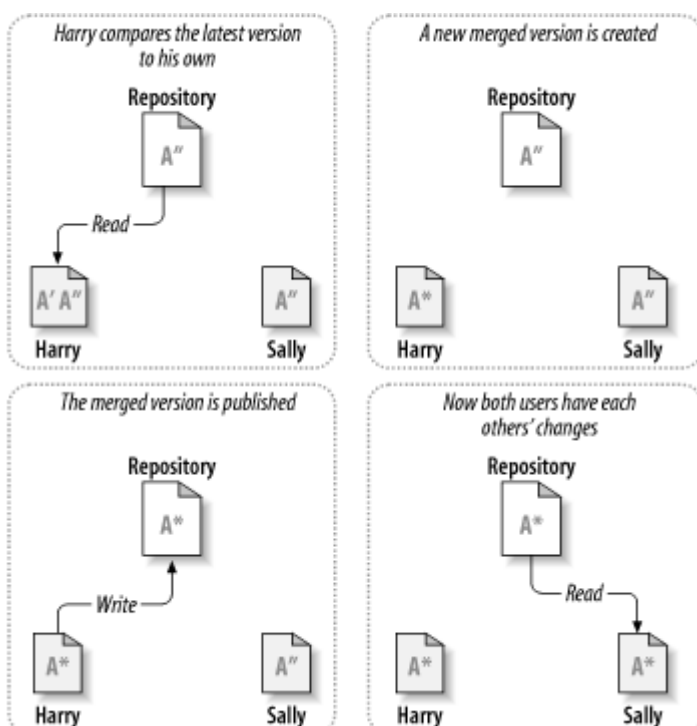 Harry compares the latest version
to his own
Repository
A″
Read
A′ A″
A″
Harry
Sally
A new merged version is created
Repository
A″
A*
A″
Harry
Sally
The merged version is published
Repository
A*
Write
A*
A″
Harry
Sally
Now both users have each
others’ changes
Repository
A*
Read
A*
A*
Harry
Sally